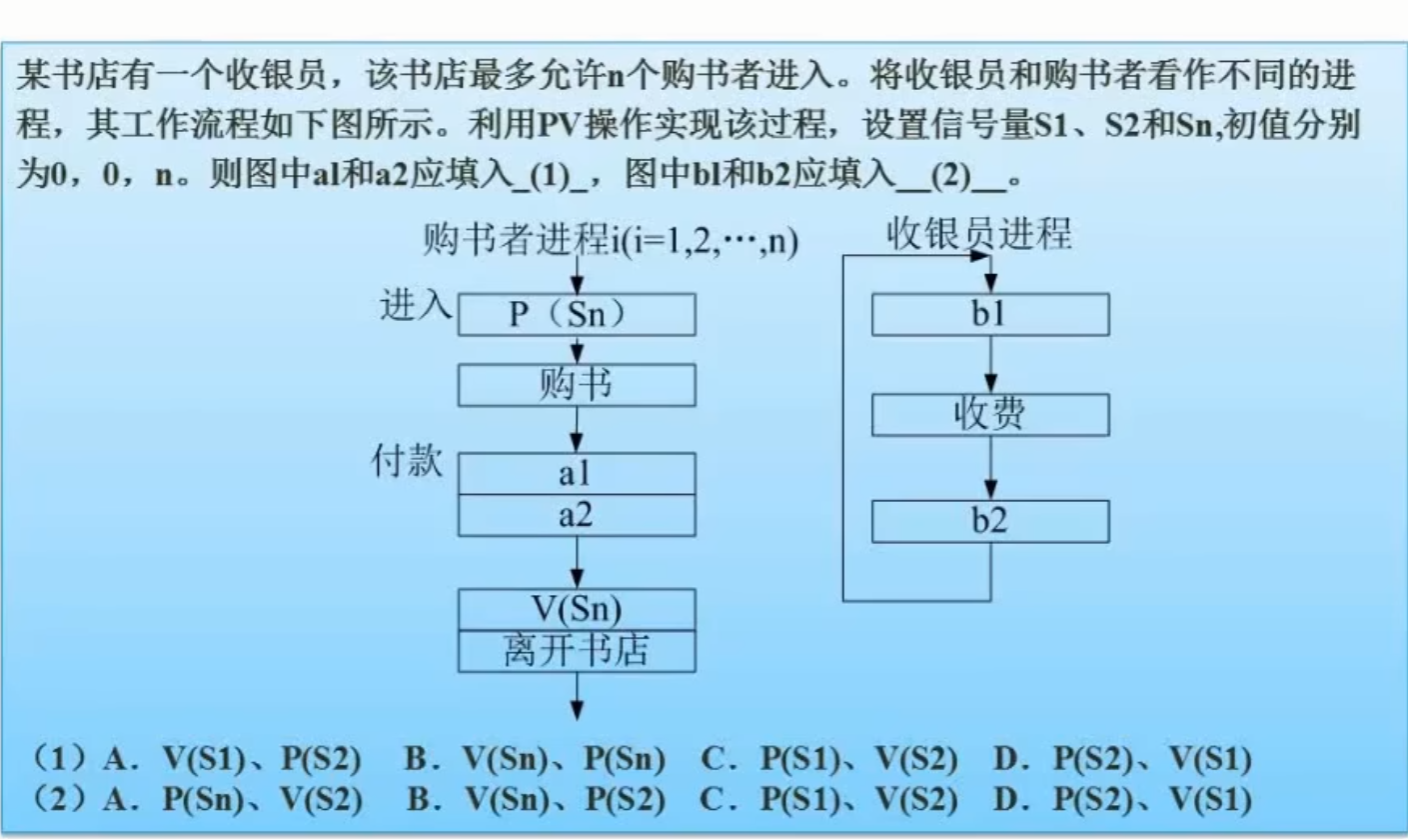 某书店有一个收银员，该书店最多允许n个购书者进入。将收银员和购书者看作不同的进
程，其工作流程如下图所示。利用PV操作实现该过程，设置信号量S1、S2和Sn,初值分别
为0，0，n。则图中a1和a2应填入_(1)_，图中b1和b2应填入__(2)__。
购书者进程i(i=1,2,···,n)
进入
P（Sn）
购书
付款
a1
a2
V(Sn)
离开书店
收银员进程
b1
收费
b2
（1）A．V(S1)、P(S2) B．V(Sn)、P(Sn) C．P(S1)、V(S2) D．P(S2)、V(S1)
（2）A．P(Sn)、V(S2) B．V(Sn)、P(S2) C．P(S1)、V(S2) D．P(S2)、V(S1)